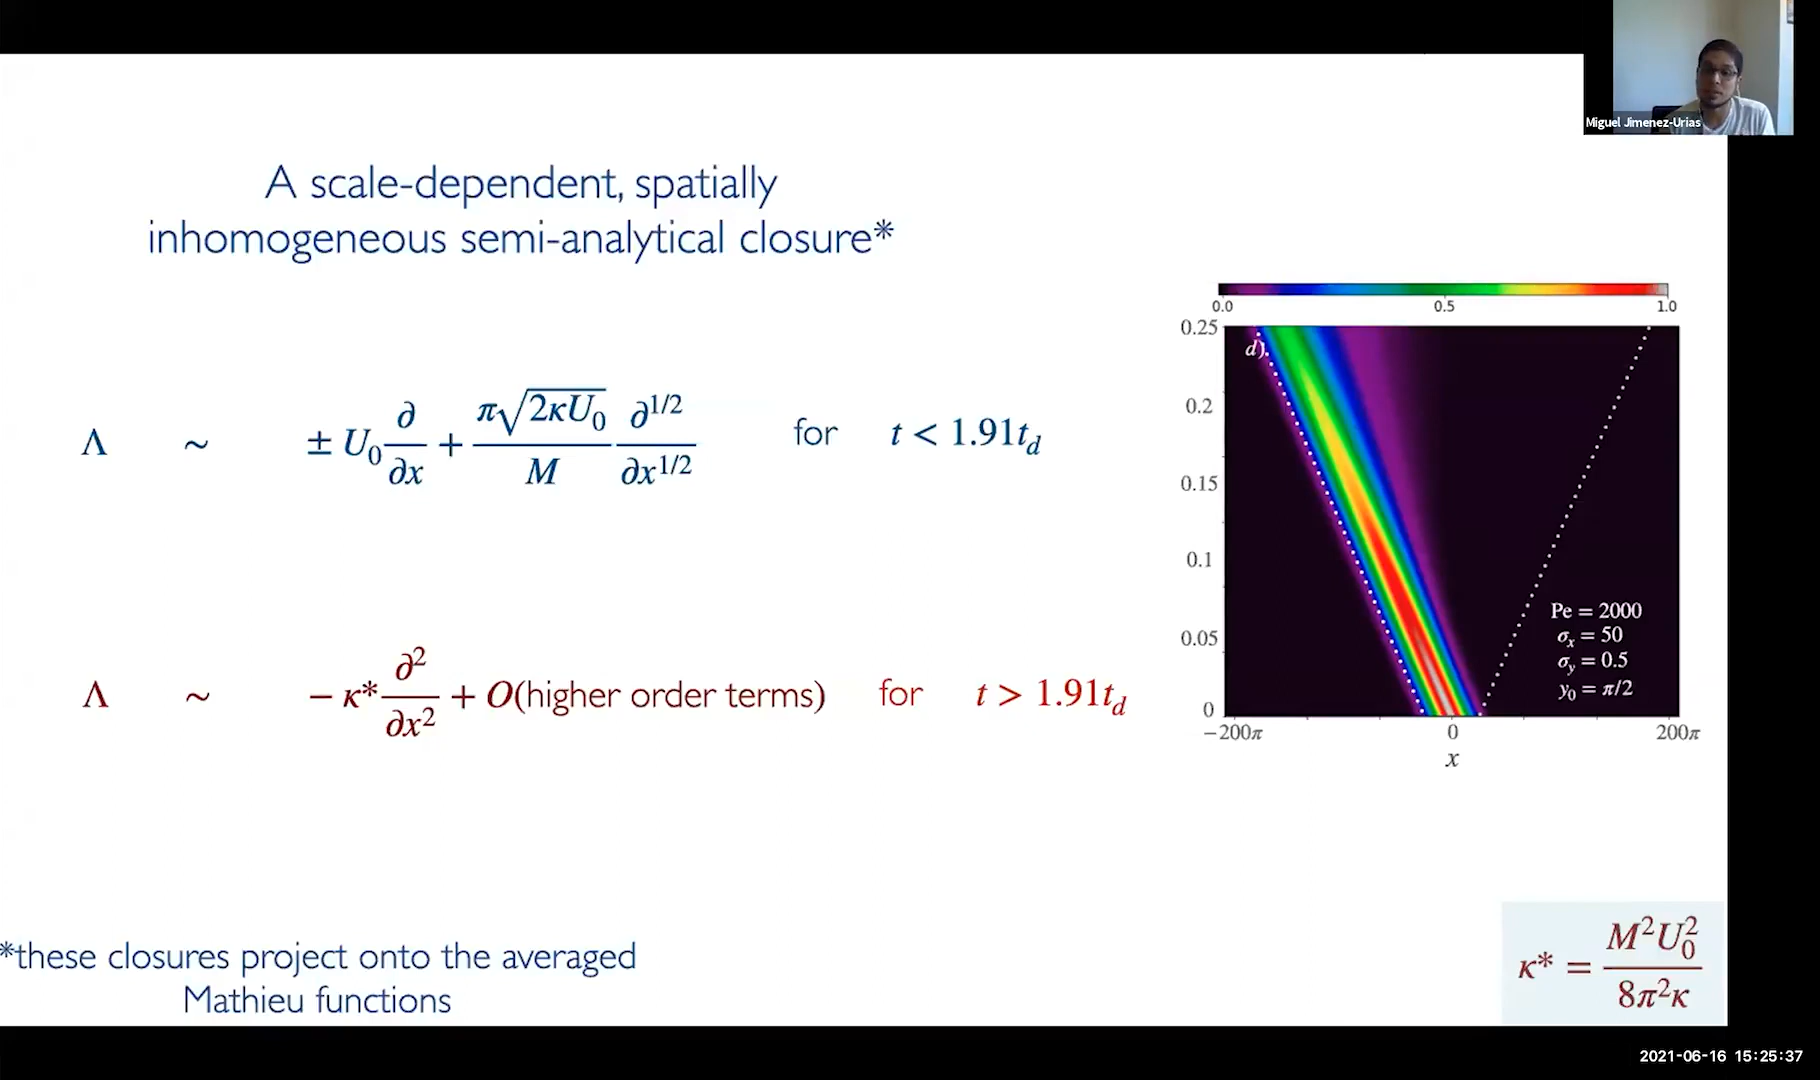 Miguel Jimenez-Urias
A scale-dependent, spatially
inhomogeneous semi-analytical closure*
Λ ~ ± U₀ ∂/∂x + π√(2κU₀)/M ∂^{1/2}/∂x^{1/2} for t < 1.91t_d
Λ ~ − κ* ∂²/∂x² + O(higher order terms) for t > 1.91t_d
0.0 0.5 1.0
0.25
d).
0.2
0.15
0.1
0.05
0
Pe = 2000
σₓ = 50
σ_y = 0.5
y₀ = π/2
−200π 0 200π
x
*these closures project onto the averaged
Mathieu functions
κ* = M²U₀²/8π²κ
2021-06-16 15:25:37